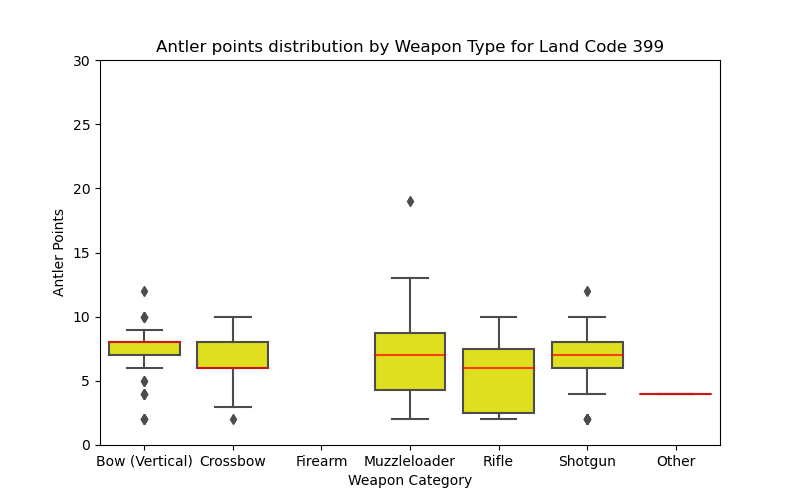 Antler points distribution by Weapon Type for Land Code 399
30
25
20
15
10
5
0
Antler Points
Bow (Vertical) Crossbow Firearm Muzzleloader Rifle Shotgun Other
Weapon Category